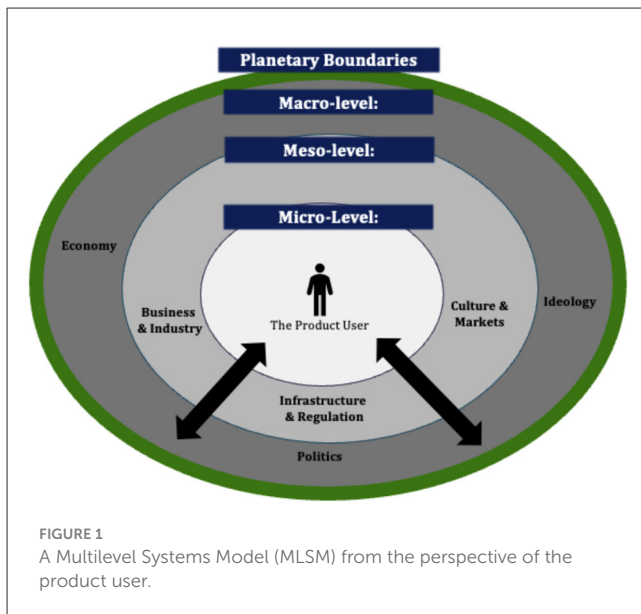 Planetary Boundaries
Macro-level:
Meso-level:
Micro-Level:
Economy
Ideology
Business
& Industry
Culture &
Markets
The Product User
Infrastructure
& Regulation
Politics
FIGURE 1
A Multilevel Systems Model (MLSM) from the perspective of the
product user.